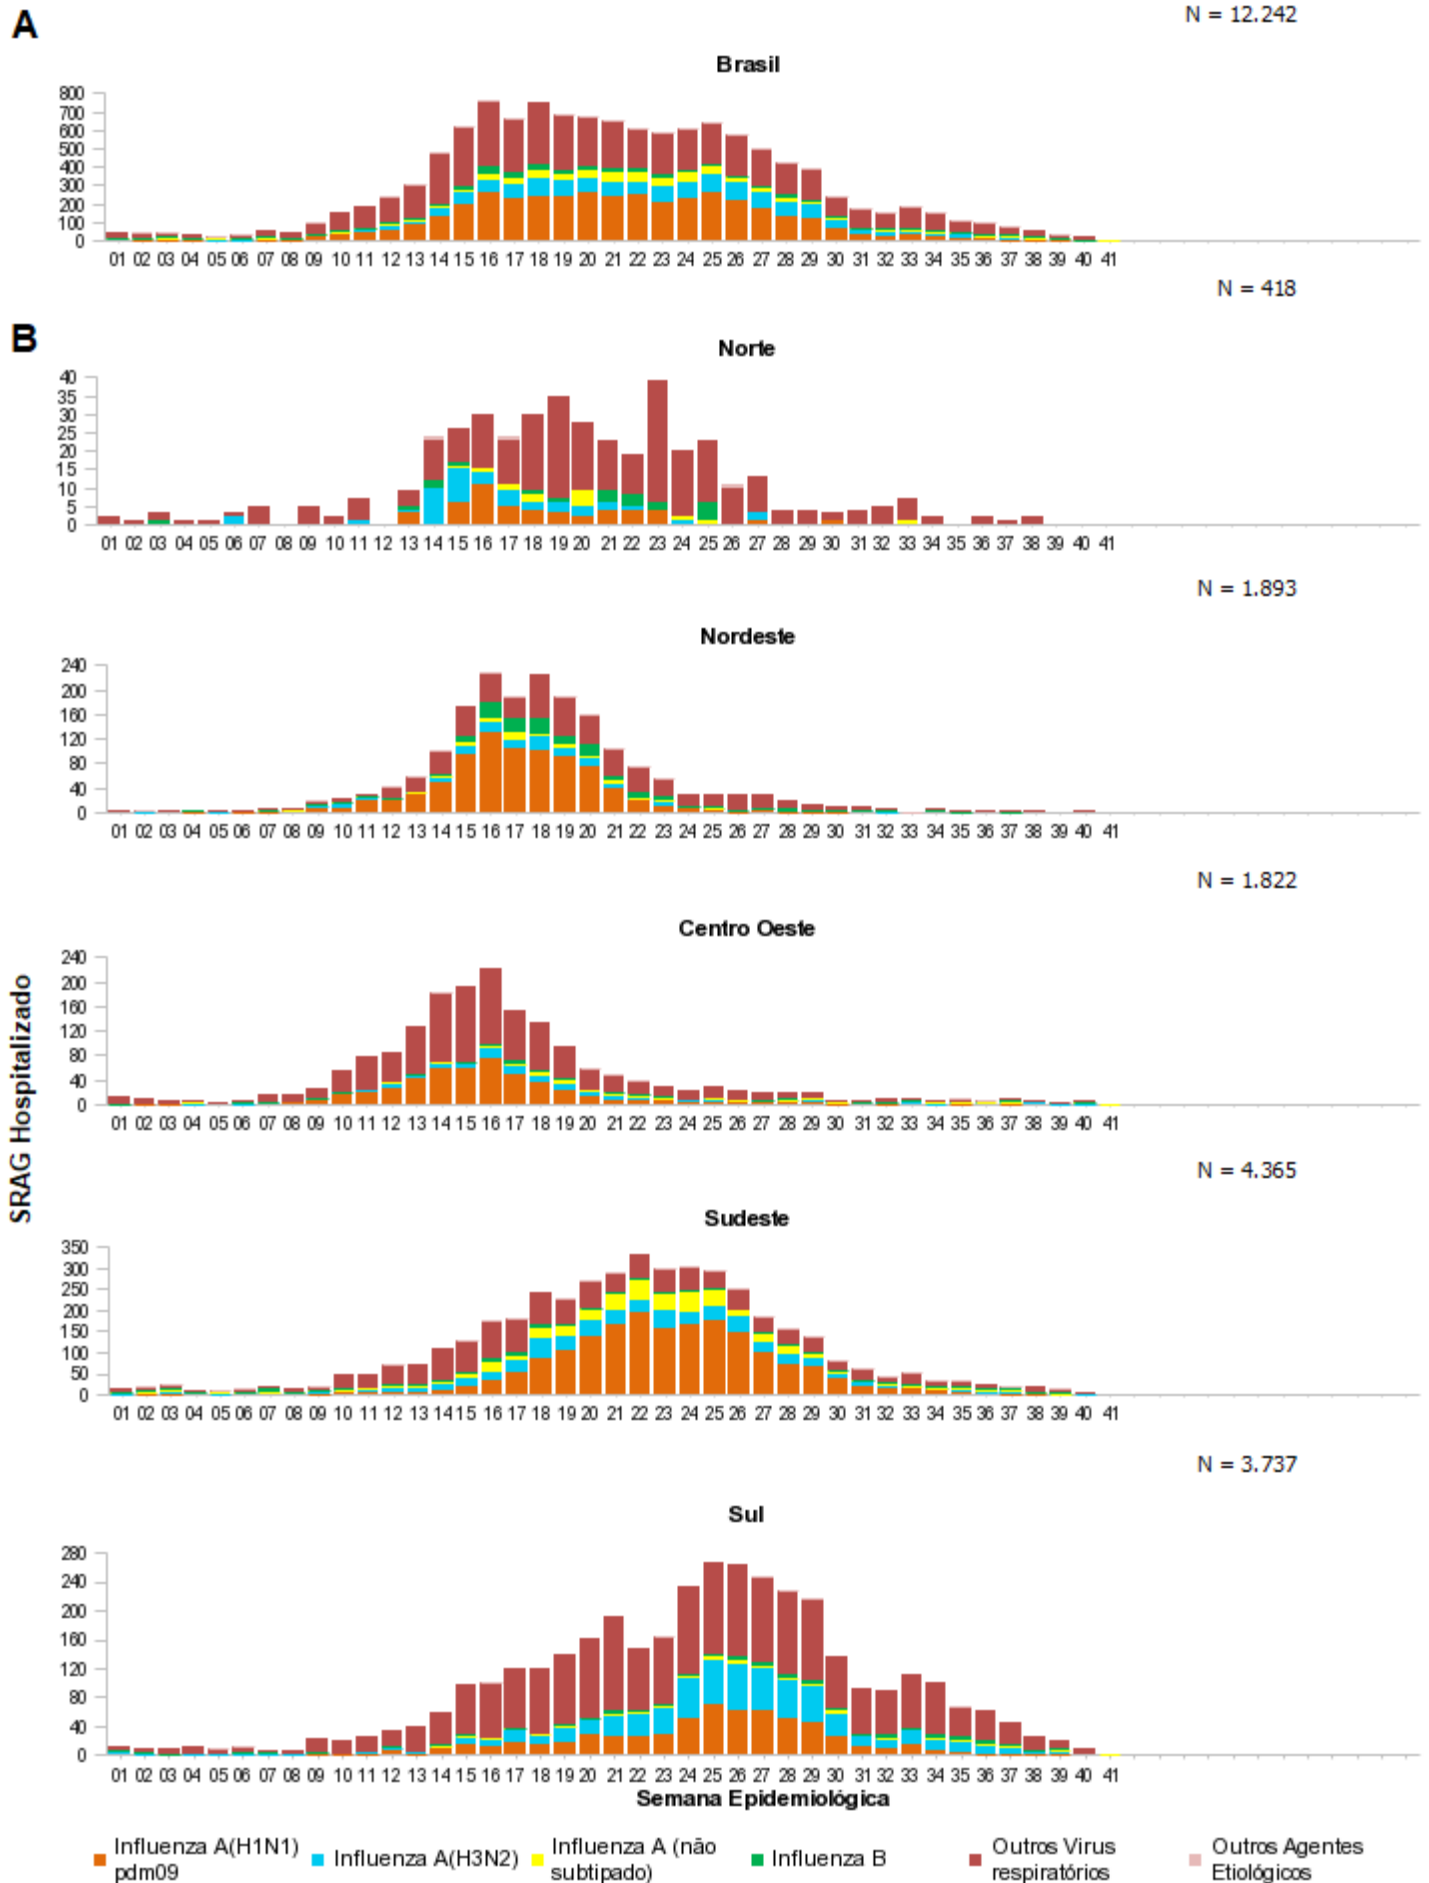 A
N = 12.242
Brasil
800
700
600
500
400
300
200
100
0
01 02 03 04 05 06 07 08 09 10 11 12 13 14 15 16 17 18 19 20 21 22 23 24 25 26 27 28 29 30 31 32 33 34 35 36 37 38 39 40 41
N = 418
B
Norte
40
35
30
25
20
15
10
5
0
01 02 03 04 05 06 07 08 09 10 11 12 13 14 15 16 17 18 19 20 21 22 23 24 25 26 27 28 29 30 31 32 33 34 35 36 37 38 39 40 41
N = 1.893
Nordeste
240
200
160
120
80
40
0
01 02 03 04 05 06 07 08 09 10 11 12 13 14 15 16 17 18 19 20 21 22 23 24 25 26 27 28 29 30 31 32 33 34 35 36 37 38 39 40 41
N = 1.822
Centro Oeste
240
200
160
120
80
40
0
01 02 03 04 05 06 07 08 09 10 11 12 13 14 15 16 17 18 19 20 21 22 23 24 25 26 27 28 29 30 31 32 33 34 35 36 37 38 39 40 41
SRAG Hospitalizado
N = 4.365
Sudeste
350
300
250
200
150
100
50
0
01 02 03 04 05 06 07 08 09 10 11 12 13 14 15 16 17 18 19 20 21 22 23 24 25 26 27 28 29 30 31 32 33 34 35 36 37 38 39 40 41
N = 3.737
Sul
280
240
200
160
120
80
40
0
01 02 03 04 05 06 07 08 09 10 11 12 13 14 15 16 17 18 19 20 21 22 23 24 25 26 27 28 29 30 31 32 33 34 35 36 37 38 39 40 41
Semana Epidemiológica
Influenza A(H1N1)
pdm09
Influenza A(H3N2)
Influenza A (não
subtipado)
Influenza B
Outros Virus
respiratórios
Outros Agentes
Etiológicos